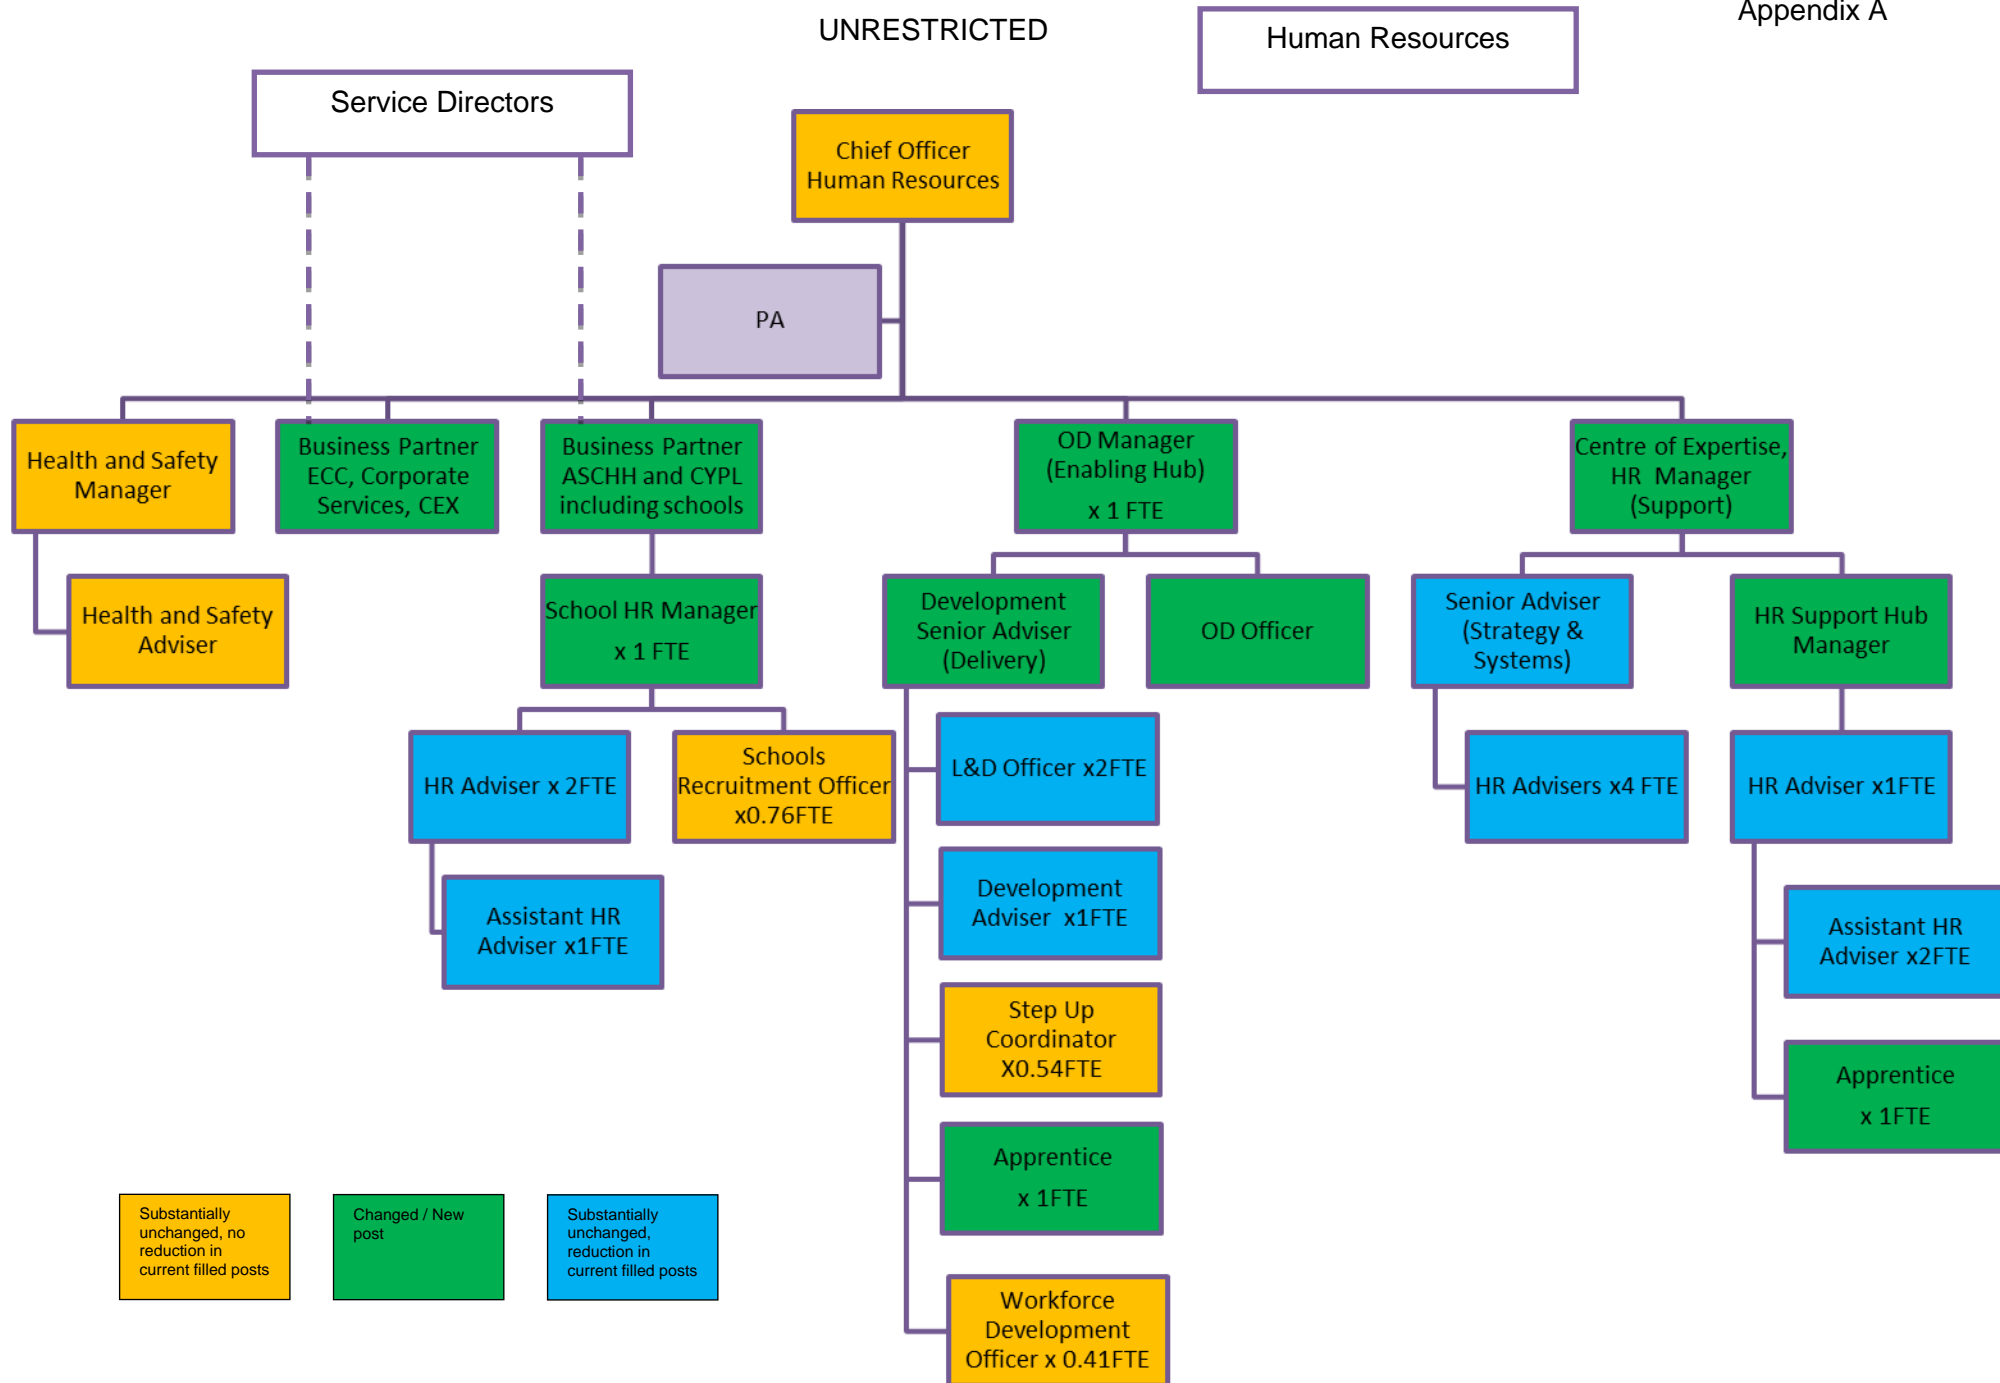 Appendix A
UNRESTRICTED
Human Resources
Service Directors
Chief Officer
Human Resources
PA
Health and Safety
Manager
Business Partner
ECC, Corporate
Services, CEX
Business Partner
ASCHH and CYPL
including schools
OD Manager
(Enabling Hub)
x 1 FTE
Centre of Expertise,
HR  Manager
(Support)
Health and Safety
Adviser
School HR Manager
x 1 FTE
Development
Senior Adviser
(Delivery)
OD Officer
Senior Adviser
(Strategy &
Systems)
HR Support Hub
Manager
HR Adviser x 2FTE
Schools
Recruitment Officer
x0.76FTE
L&D Officer x2FTE
HR Advisers x4 FTE
HR Adviser x1FTE
Assistant HR
Adviser x1FTE
Development
Adviser  x1FTE
Assistant HR
Adviser x2FTE
Step Up
Coordinator
X0.54FTE
Apprentice
x 1FTE
Apprentice
x 1FTE
Workforce
Development
Officer x 0.41FTE
Substantially
unchanged, no
reduction in
current filled posts
Changed / New
post
Substantially
unchanged,
reduction in
current filled posts